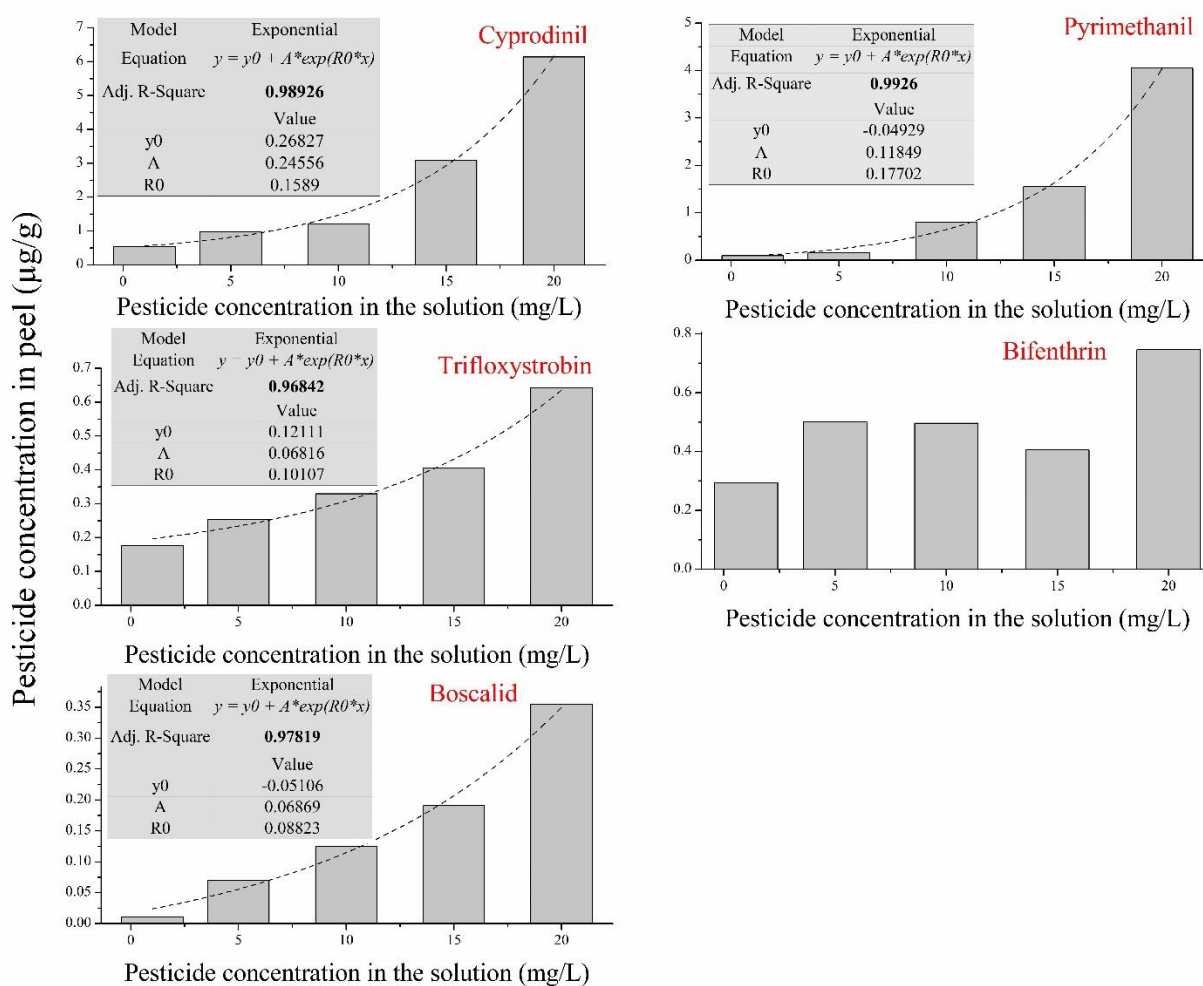 Pesticide concentration in peel (µg/g)
Cyprodinil
Model Exponential
Equation y = y0 + A*exp(R0*x)
Adj. R-Square 0.98926
Value
y0 0.26827
A 0.24556
R0 0.1589
7
6
5
4
3
2
1
0
0 5 10 15 20
Pesticide concentration in the solution (mg/L)
Pyrimethanil
Model Exponential
Equation y = y0 + A*exp(R0*x)
Adj. R-Square 0.9926
Value
y0 -0.04929
A 0.11849
R0 0.17702
5
4
3
2
1
0
0 5 10 15 20
Pesticide concentration in the solution (mg/L)
Trifloxystrobin
Model Exponential
Equation y = y0 + A*exp(R0*x)
Adj. R-Square 0.96842
Value
y0 0.12111
A 0.06816
R0 0.10107
0.7
0.6
0.5
0.4
0.3
0.2
0.1
0.0
0 5 10 15 20
Pesticide concentration in the solution (mg/L)
Bifenthrin
0.8
0.6
0.4
0.2
0.0
0 5 10 15 20
Pesticide concentration in the solution (mg/L)
Boscalid
Model Exponential
Equation y = y0 + A*exp(R0*x)
Adj. R-Square 0.97819
Value
y0 -0.05106
A 0.06869
R0 0.08823
0.35
0.30
0.25
0.20
0.15
0.10
0.05
0.00
0 5 10 15 20
Pesticide concentration in the solution (mg/L)